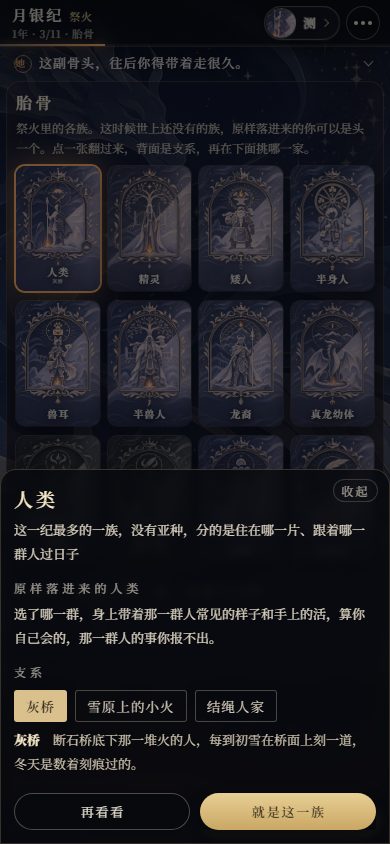 月银纪 祭火
1年 · 3/11 · 胎骨
测
她 这副骨头，往后你得带着走很久。
胎骨
祭火里的各族。这时候世上还没有的族，原样落进来的你可以是头
一个。点一张翻过来，背面是支系，再在下面挑哪一家。
人类
灰桥
精灵
矮人
半身人
兽耳
半兽人
龙裔
真龙幼体
人类
收起
这一纪最多的一族，没有亚种，分的是住在哪一片、跟着哪一
群人过日子
原样落进来的人类
选了哪一群，身上带着那一群人常见的样子和手上的活，算你
自己会的，那一群人的事你报不出。
支系
灰桥
雪原上的小火
结绳人家
灰桥 断石桥底下那一堆火的人，每到初雪在桥面上刻一道，
冬天是数着刻痕过的。
再看看
就是这一族